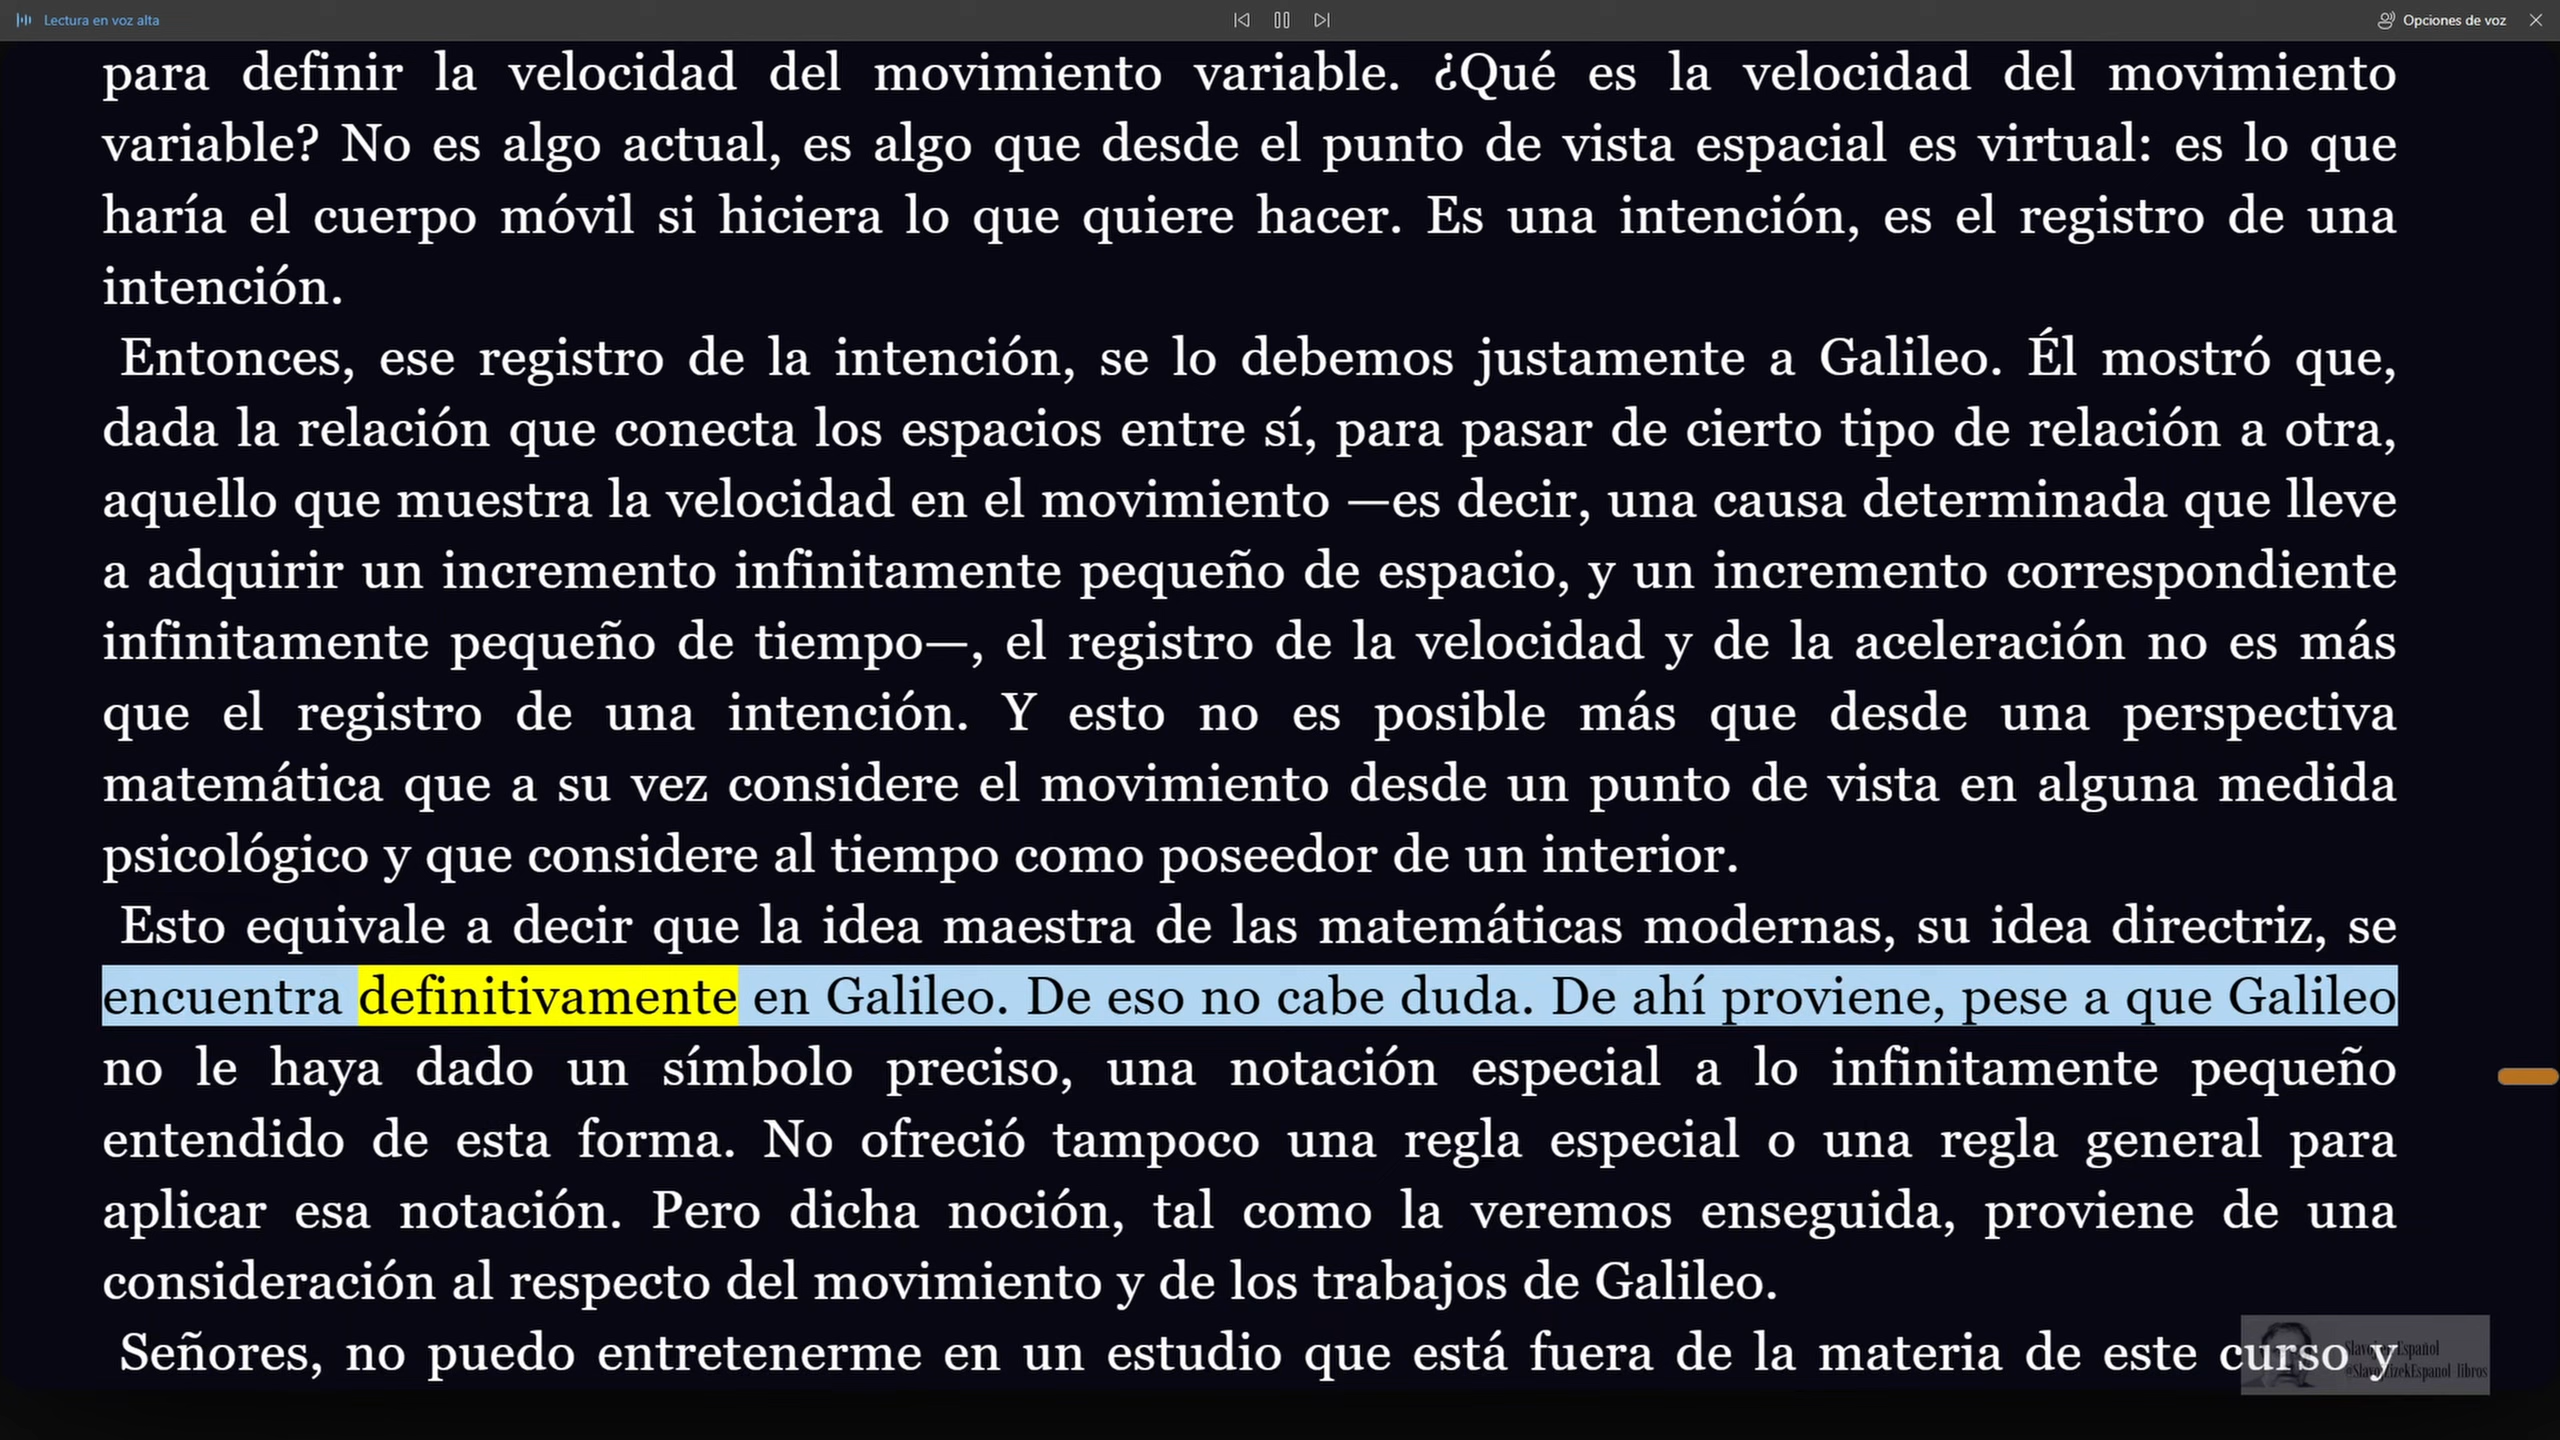 Lectura en voz alta
Opciones de voz
para definir la velocidad del movimiento variable. ¿Qué es la velocidad del movimiento
variable? No es algo actual, es algo que desde el punto de vista espacial es virtual: es lo que
haría el cuerpo móvil si hiciera lo que quiere hacer. Es una intención, es el registro de una
intención.
Entonces, ese registro de la intención, se lo debemos justamente a Galileo. Él mostró que,
dada la relación que conecta los espacios entre sí, para pasar de cierto tipo de relación a otra,
aquello que muestra la velocidad en el movimiento —es decir, una causa determinada que lleve
a adquirir un incremento infinitamente pequeño de espacio, y un incremento correspondiente
infinitamente pequeño de tiempo—, el registro de la velocidad y de la aceleración no es más
que el registro de una intención. Y esto no es posible más que desde una perspectiva
matemática que a su vez considere el movimiento desde un punto de vista en alguna medida
psicológico y que considere al tiempo como poseedor de un interior.
Esto equivale a decir que la idea maestra de las matemáticas modernas, su idea directriz, se
encuentra definitivamente en Galileo. De eso no cabe duda. De ahí proviene, pese a que Galileo
no le haya dado un símbolo preciso, una notación especial a lo infinitamente pequeño
entendido de esta forma. No ofreció tampoco una regla especial o una regla general para
aplicar esa notación. Pero dicha noción, tal como la veremos enseguida, proviene de una
consideración al respecto del movimiento y de los trabajos de Galileo.
Señores, no puedo entretenerme en un estudio que está fuera de la materia de este curso y
Español